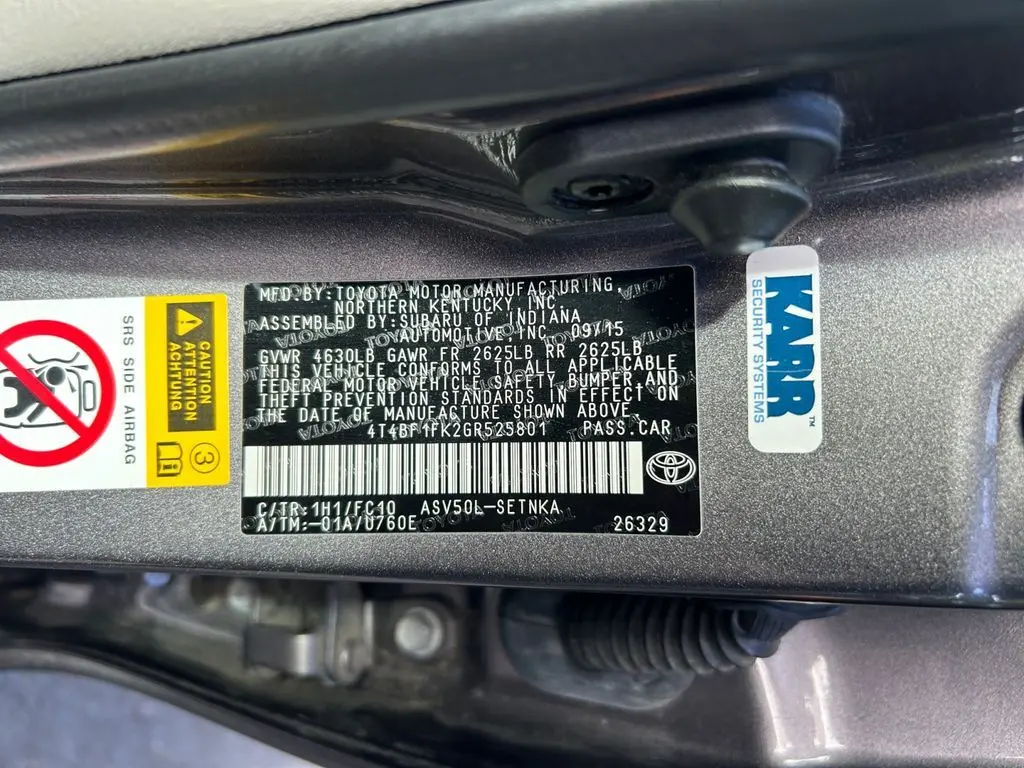 MFD.BY:TOYOTA MOTOR MANUFACTURING,
NORTHERN KENTUCKY,INC.
ASSEMBLED BY:SUBARU OF INDIANA
AUTOMOTIVE,INC. 09/15
GVWR 4630LB GAWR FR 2625LB RR 2625LB
THIS VEHICLE CONFORMS TO ALL APPLICABLE
FEDERAL MOTOR VEHICLE SAFETY,BUMPER,AND
THEFT PREVENTION STANDARDS IN EFFECT ON
THE DATE OF MANUFACTURE SHOWN ABOVE
4T4BF1FK2GR525801 PASS.CAR
C/TR:1H1/FC10 ASV50L-SETNKA
A/TM:-01A/U760E 26329
SRS SIDE AIRBAG
CAUTION
ATTENTION
ACHTUNG
3
KARR™
SECURITY SYSTEMS